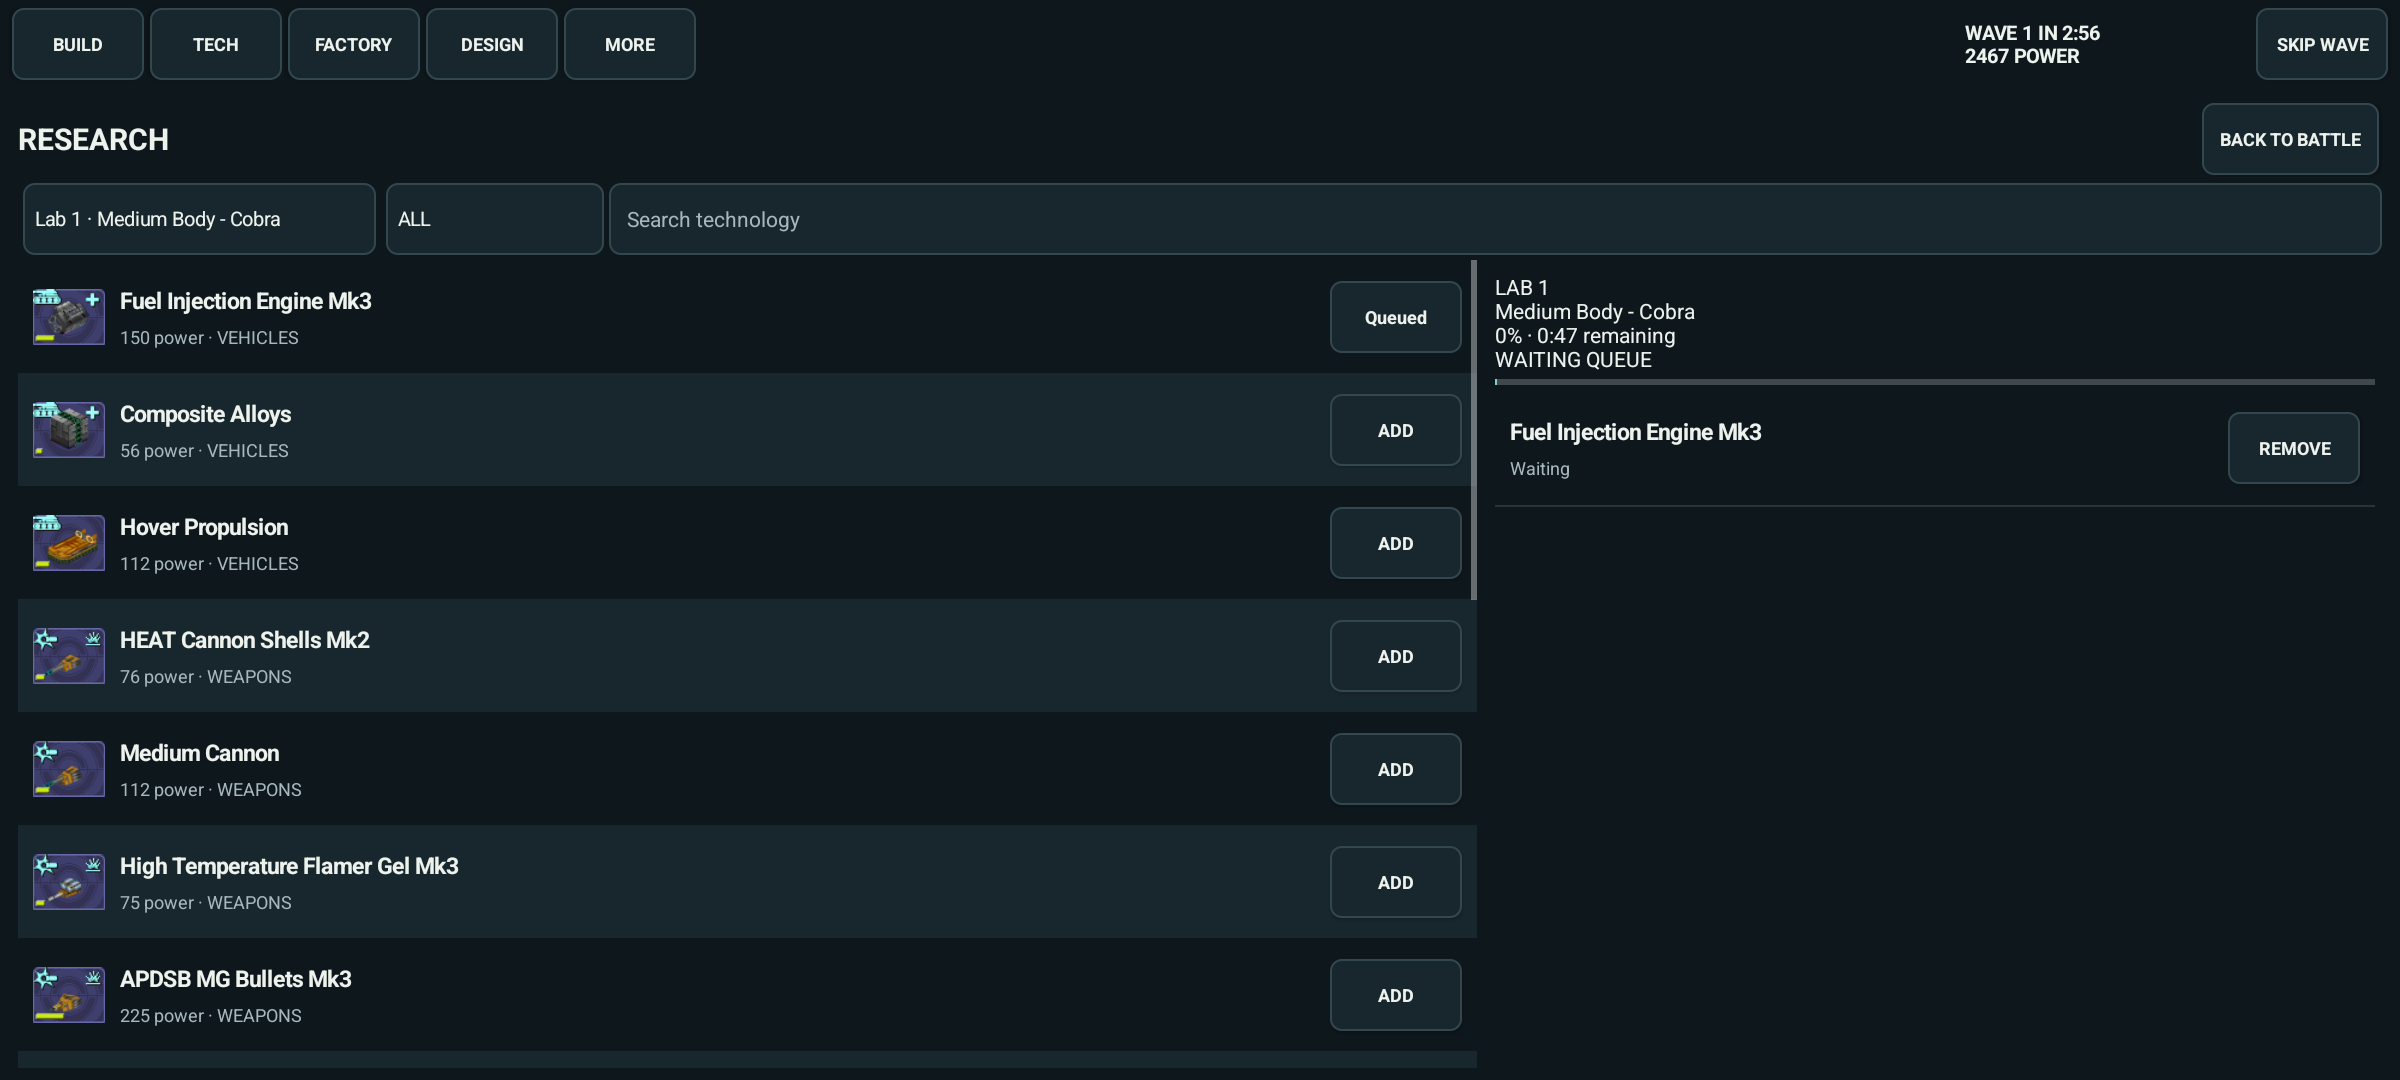 BUILD
TECH
FACTORY
DESIGN
MORE
WAVE 1 IN 2:56
2467 POWER
SKIP WAVE
RESEARCH
BACK TO BATTLE
Lab 1 · Medium Body - Cobra
ALL
Search technology
Fuel Injection Engine Mk3
150 power · VEHICLES
Queued
Composite Alloys
56 power · VEHICLES
ADD
Hover Propulsion
112 power · VEHICLES
ADD
HEAT Cannon Shells Mk2
76 power · WEAPONS
ADD
Medium Cannon
112 power · WEAPONS
ADD
High Temperature Flamer Gel Mk3
75 power · WEAPONS
ADD
APDSB MG Bullets Mk3
225 power · WEAPONS
ADD
LAB 1
Medium Body - Cobra
0% · 0:47 remaining
WAITING QUEUE
Fuel Injection Engine Mk3
Waiting
REMOVE